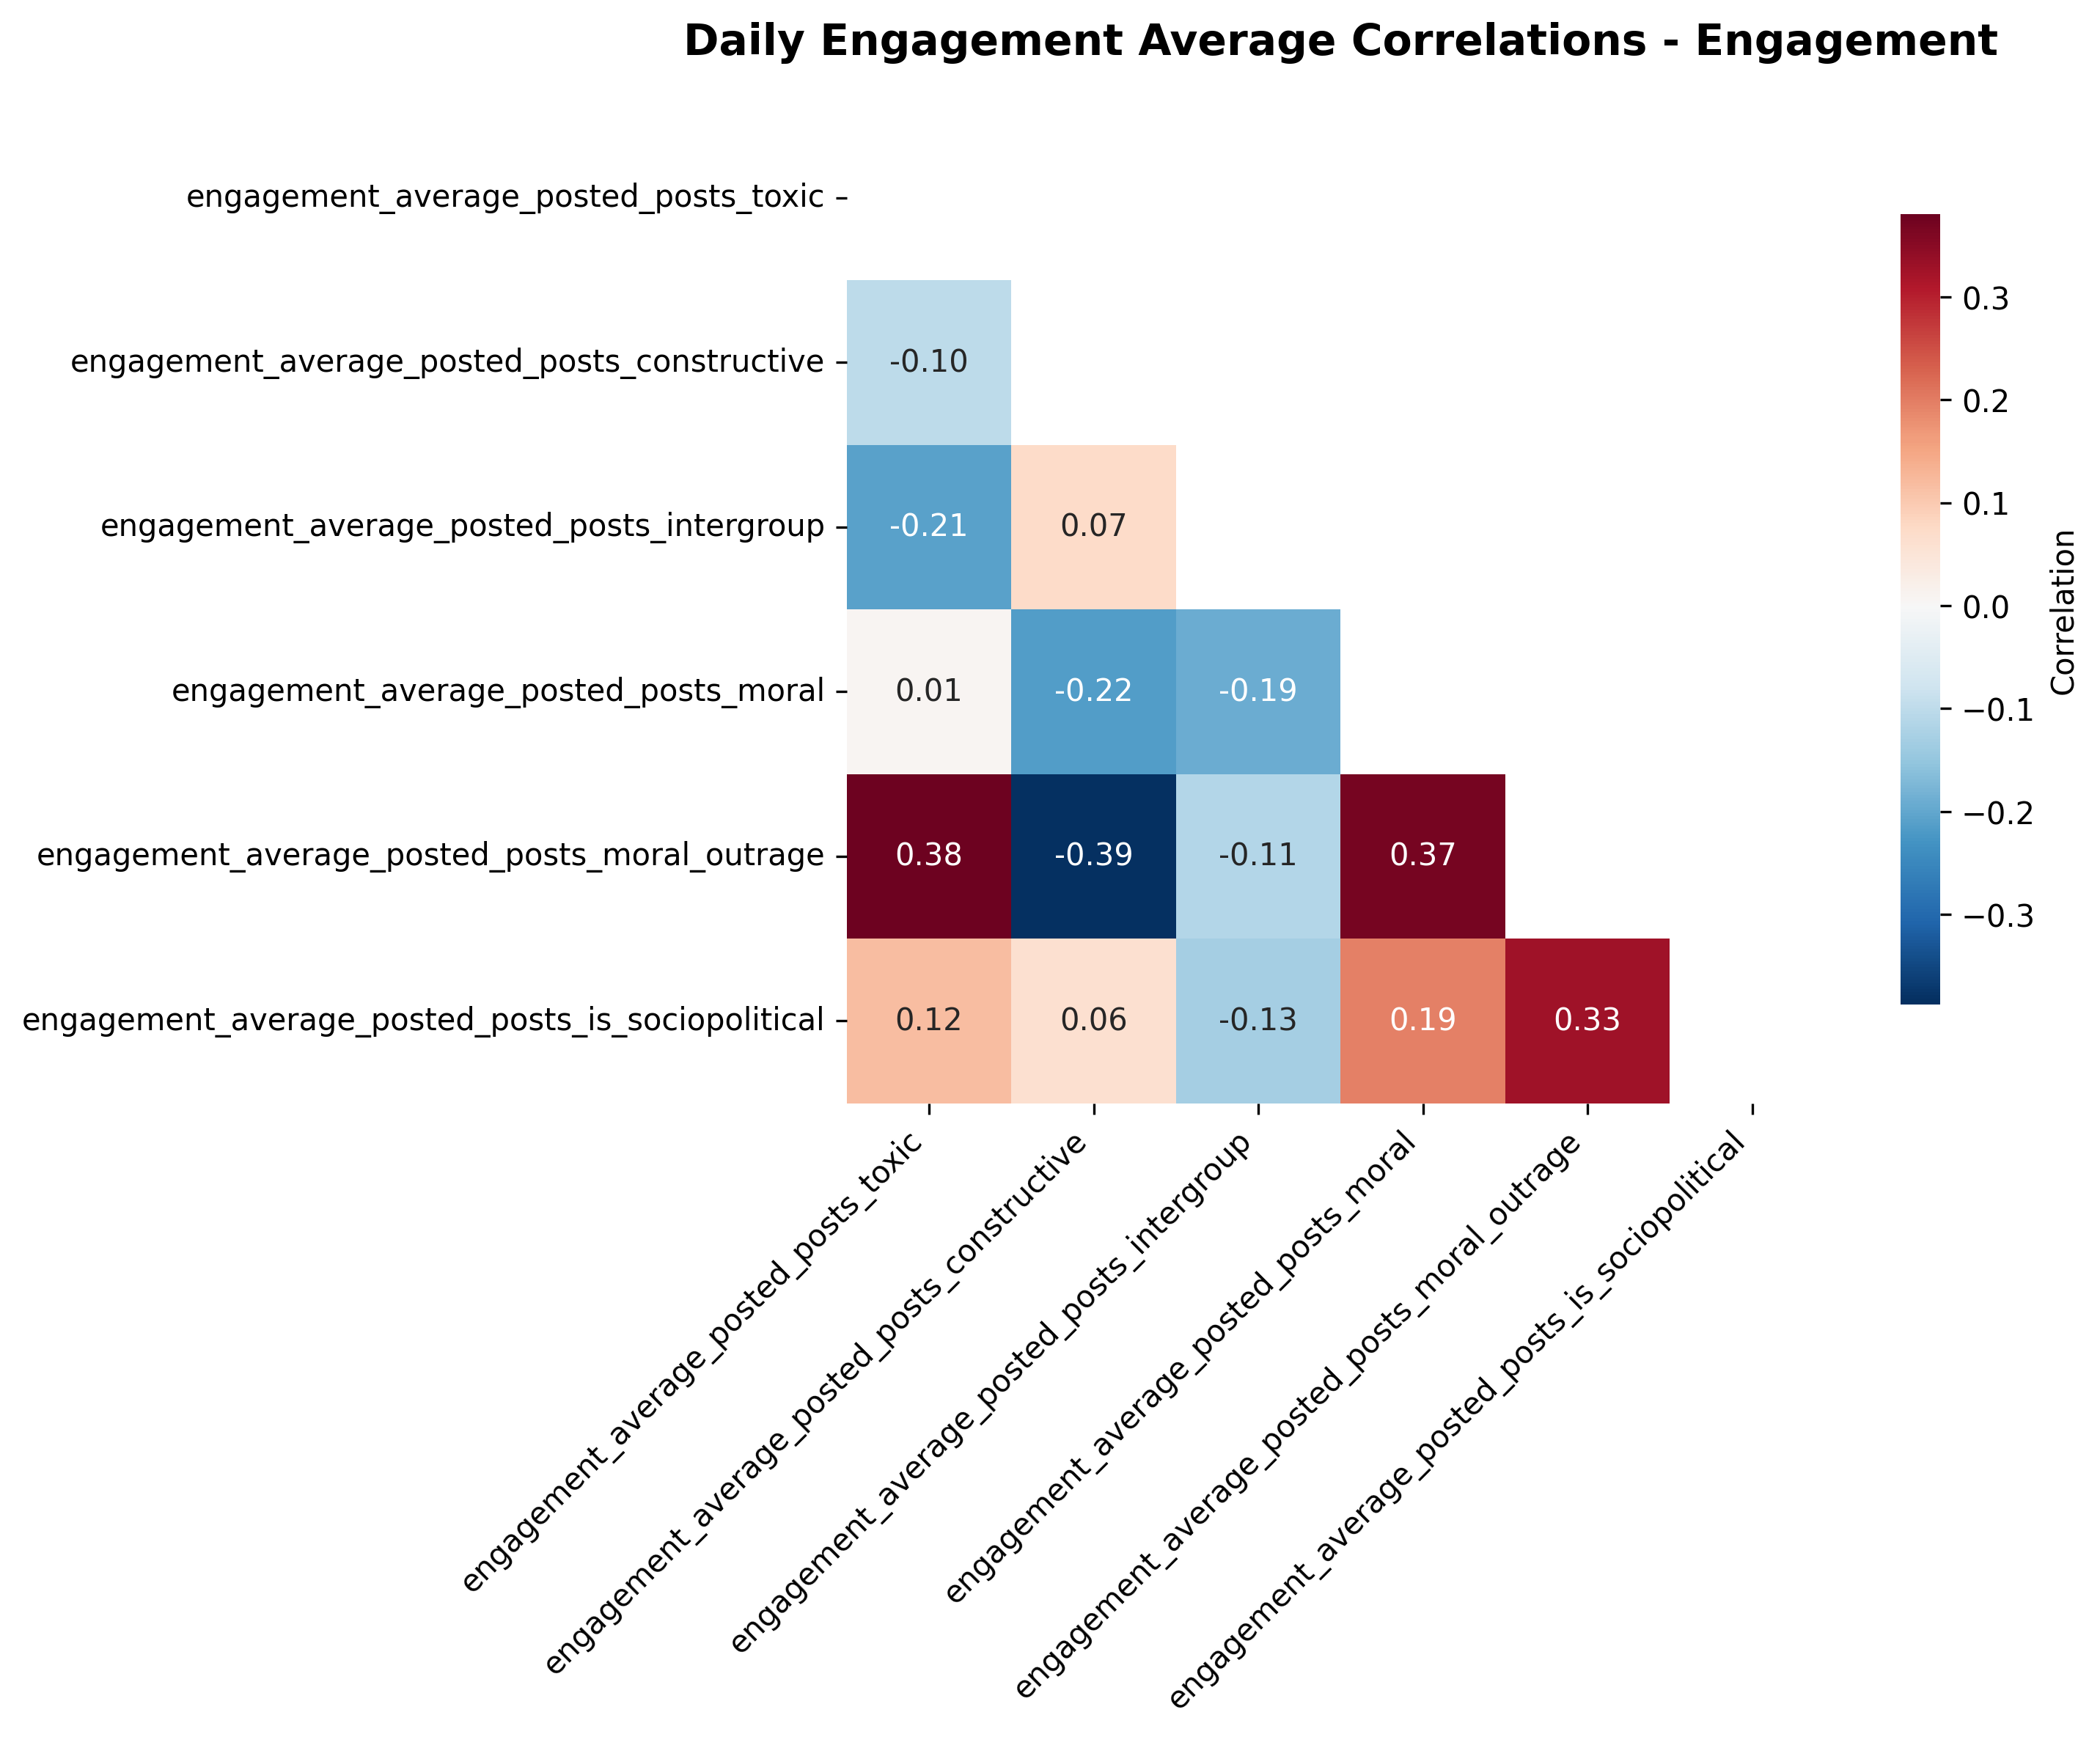 Daily Engagement Average Correlations - Engagement
engagement_average_posted_posts_toxic
engagement_average_posted_posts_constructive
-0.10
engagement_average_posted_posts_intergroup
-0.21 0.07
engagement_average_posted_posts_moral
0.01 -0.22 -0.19
engagement_average_posted_posts_moral_outrage
0.38 -0.39 -0.11 0.37
engagement_average_posted_posts_is_sociopolitical
0.12 0.06 -0.13 0.19 0.33
engagement_average_posted_posts_toxic
engagement_average_posted_posts_constructive
engagement_average_posted_posts_intergroup
engagement_average_posted_posts_moral
engagement_average_posted_posts_moral_outrage
engagement_average_posted_posts_is_sociopolitical
0.3
0.2
0.1
0.0
−0.1
−0.2
−0.3
Correlation